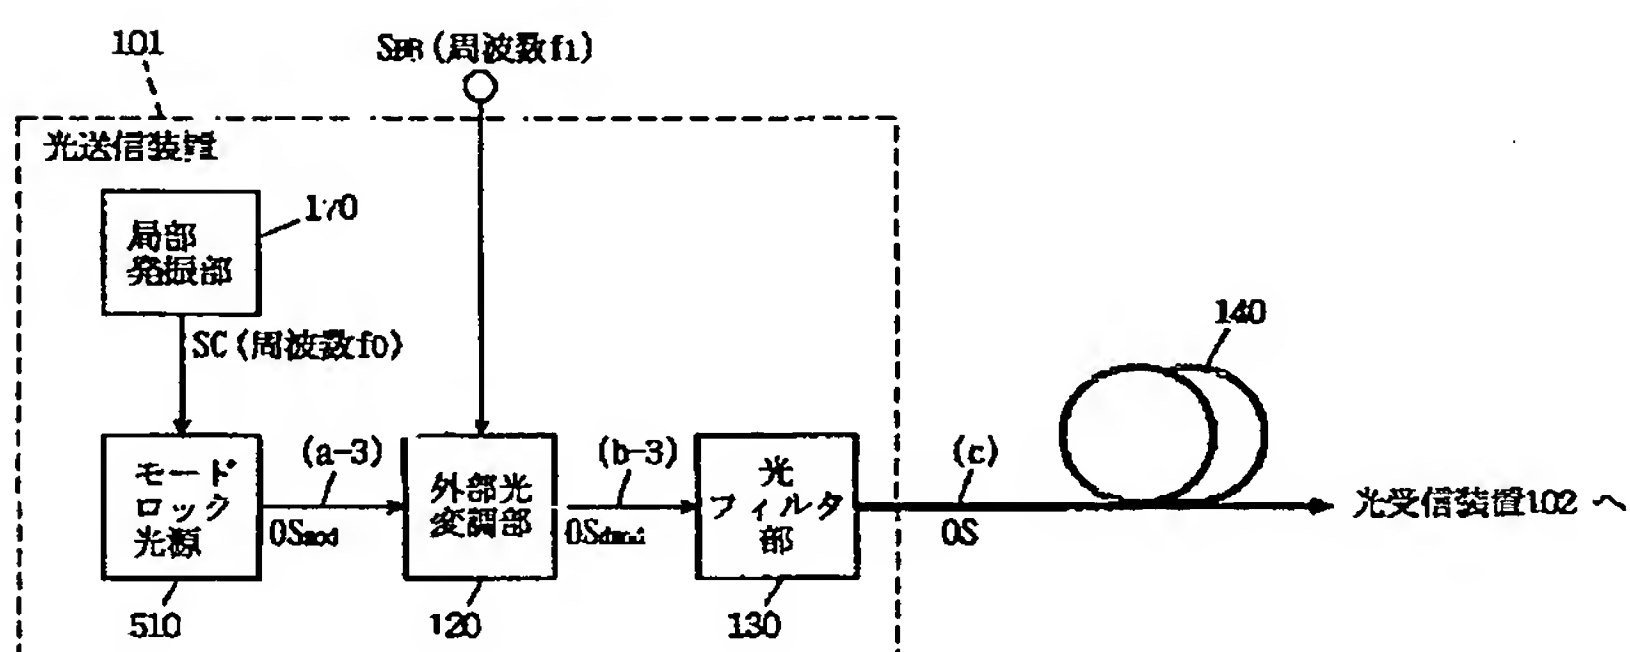 101
SBB(周波数f1)
光送信装置
170
局部
発振部
SC(周波数f0)
140
(a-3)
(b-3)
(c)
モード
ロック
光源
外部光
変調部
光
フィルタ
部
光受信装置102へ
OSmod
OSdmod
OS
510
120
130